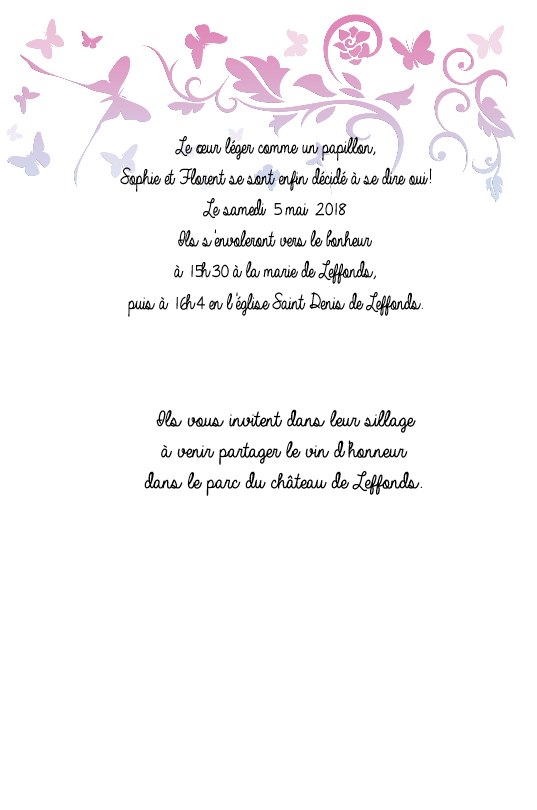 Le cœur léger comme un papillon,
Sophie et Florent se sont enfin décidé à se dire oui!
Le samedi 5 mai 2018
Ils s'envoleront vers le bonheur
à 15h30 à la marie de Leffonds,
puis à 16h4 en l'église Saint Denis de Leffonds.
Ils vous invitent dans leur sillage
à venir partager le vin d'honneur
dans le parc du château de Leffonds.